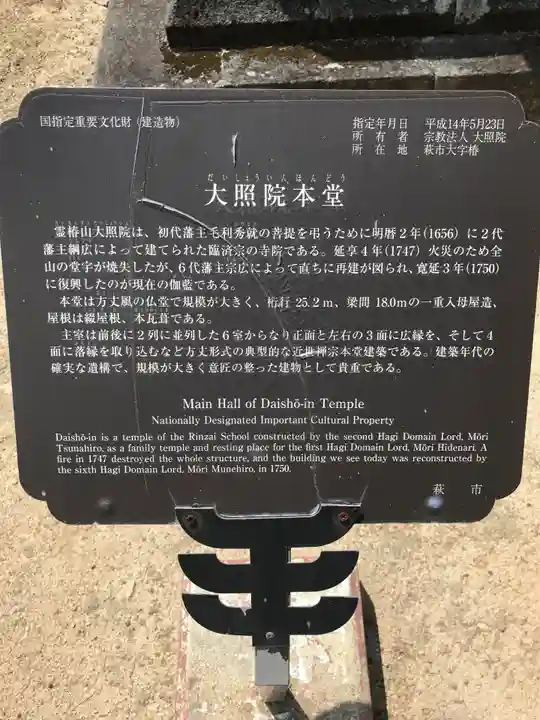 国指定重要文化財（建造物）
指定年月日　平成14年5月23日
所有者　宗教法人 大照院
所在地　萩市大字椿
だいしょういんほんどう
大照院本堂
霊椿山大照院は、初代藩主毛利秀就の菩提を弔うために明暦２年(1656)に２代
藩主綱広によって建てられた臨済宗の寺院である。延享４年(1747) 火災のため全
山の堂宇が焼失したが、６代藩主宗広によって直ちに再建が図られ、寛延３年(1750)
に復興したのが現在の伽藍である。
本堂は方丈風の仏堂で規模が大きく、桁行 25.2ｍ、梁間 18.0mの一重入母屋造、
屋根は綴屋根、本瓦葺である。
主室は前後に２列に並列した６室からなり正面と左右の３面に広縁を、そして４
面に落縁を取り込むなど方丈形式の典型的な近世禅宗本堂建築である。建築年代の
確実な遺構で、規模が大きく意匠の整った建物として貴重である。
Main Hall of Daishō-in Temple
Nationally Designated Important Cultural Property
Daishō-in is a temple of the Rinzai School constructed by the second Hagi Domain Lord, Mōri
Tsunahiro, as a family temple and resting place for the first Hagi Domain Lord, Mōri Hidenari. A
fire in 1747 destroyed the whole structure, and the building we see today was reconstructed by
the sixth Hagi Domain Lord, Mōri Munehiro, in 1750.
萩　市